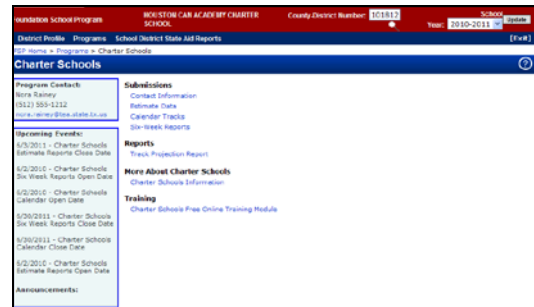 Foundation School Program
HOUSTON CAN ACADEMY CHARTER SCHOOL
County-District Number: 101812
School Year: 2010-2011 Update
District Profile Programs School District State Aid Reports [Exit]
FSP Home > Programs > Charter Schools
Charter Schools
Program Contact:
Nora Rainey
(512) 555-1212
nora.rainey@tea.state.tx.us
Upcoming Events:
6/3/2011 - Charter Schools
Estimate Reports Close Date
6/2/2010 - Charter Schools
Six Week Reports Open Date
6/2/2010 - Charter Schools
Calendar Open Date
6/30/2011 - Charter Schools
Six Week Reports Close Date
6/30/2011 - Charter Schools
Calendar Close Date
6/2/2010 - Charter Schools
Estimate Reports Open Date
Announcements:
Submissions
Contact Information
Estimate Data
Calendar Tracks
Six-Week Reports
Reports
Track Projection Report
More About Charter Schools
Charter Schools Information
Training
Charter Schools Free Online Training Module